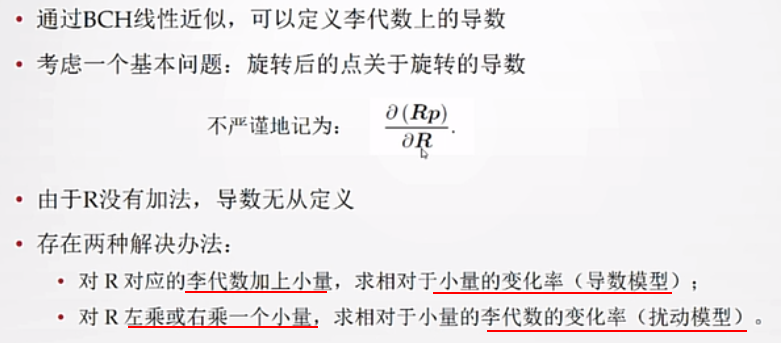 • 通过BCH线性近似，可以定义李代数上的导数
• 考虑一个基本问题：旋转后的点关于旋转的导数
不严谨地记为： ∂(Rp)/∂R.
• 由于R没有加法，导数无从定义
• 存在两种解决办法：
• 对 R 对应的李代数加上小量，求相对于小量的变化率（导数模型）；
• 对 R 左乘或右乘一个小量，求相对于小量的李代数的变化率（扰动模型）。